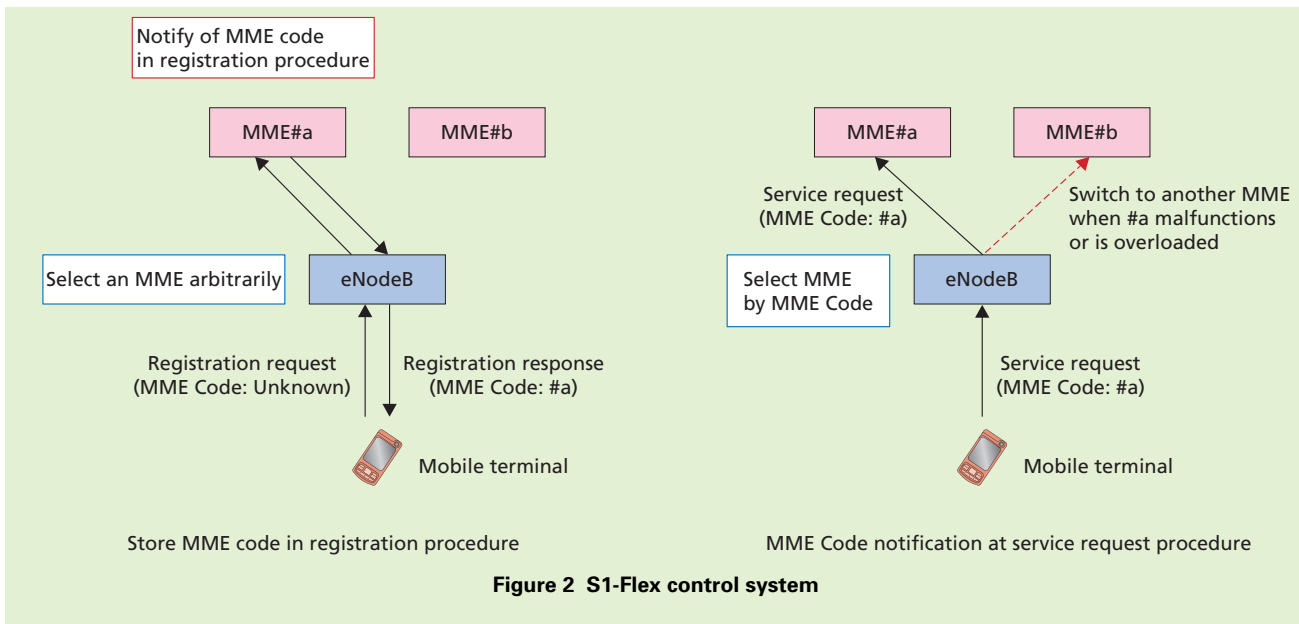 Notify of MME code
in registration procedure
MME#a
MME#b
Select an MME arbitrarily
eNodeB
Registration request
(MME Code: Unknown)
Registration response
(MME Code: #a)
Mobile terminal
Store MME code in registration procedure
MME#a
MME#b
Service request
(MME Code: #a)
Switch to another MME
when #a malfunctions
or is overloaded
Select MME
by MME Code
eNodeB
Service request
(MME Code: #a)
Mobile terminal
MME Code notification at service request procedure
Figure 2 S1-Flex control system